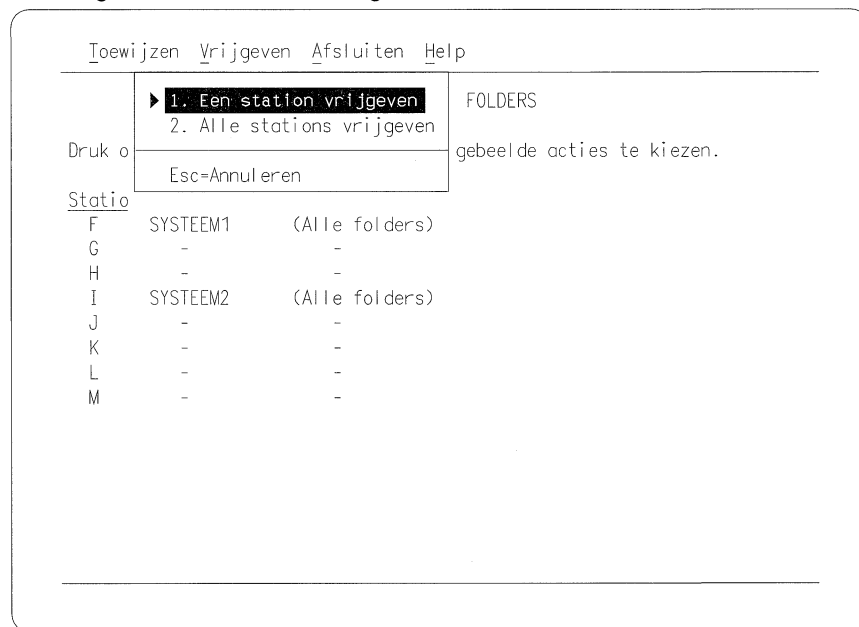 Toewijzen Vrijgeven Afsluiten Help
1. Een station vrijgeven FOLDERS
2. Alle stations vrijgeven
Druk o gebeelde acties te kiezen.
Esc=Annuleren
Statio
F SYSTEEM1 (Alle folders)
G - -
H - -
I SYSTEEM2 (Alle folders)
J - -
K - -
L - -
M - -